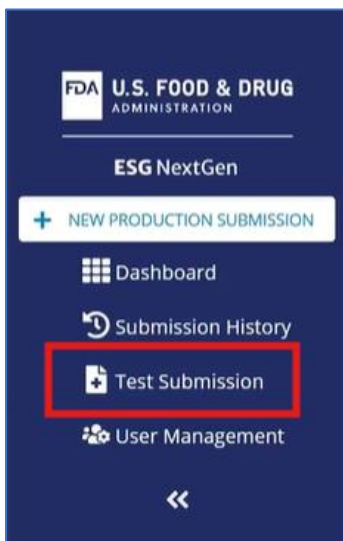 FDA U.S. FOOD & DRUG
ADMINISTRATION
ESG NextGen
+ NEW PRODUCTION SUBMISSION
Dashboard
Submission History
Test Submission
User Management